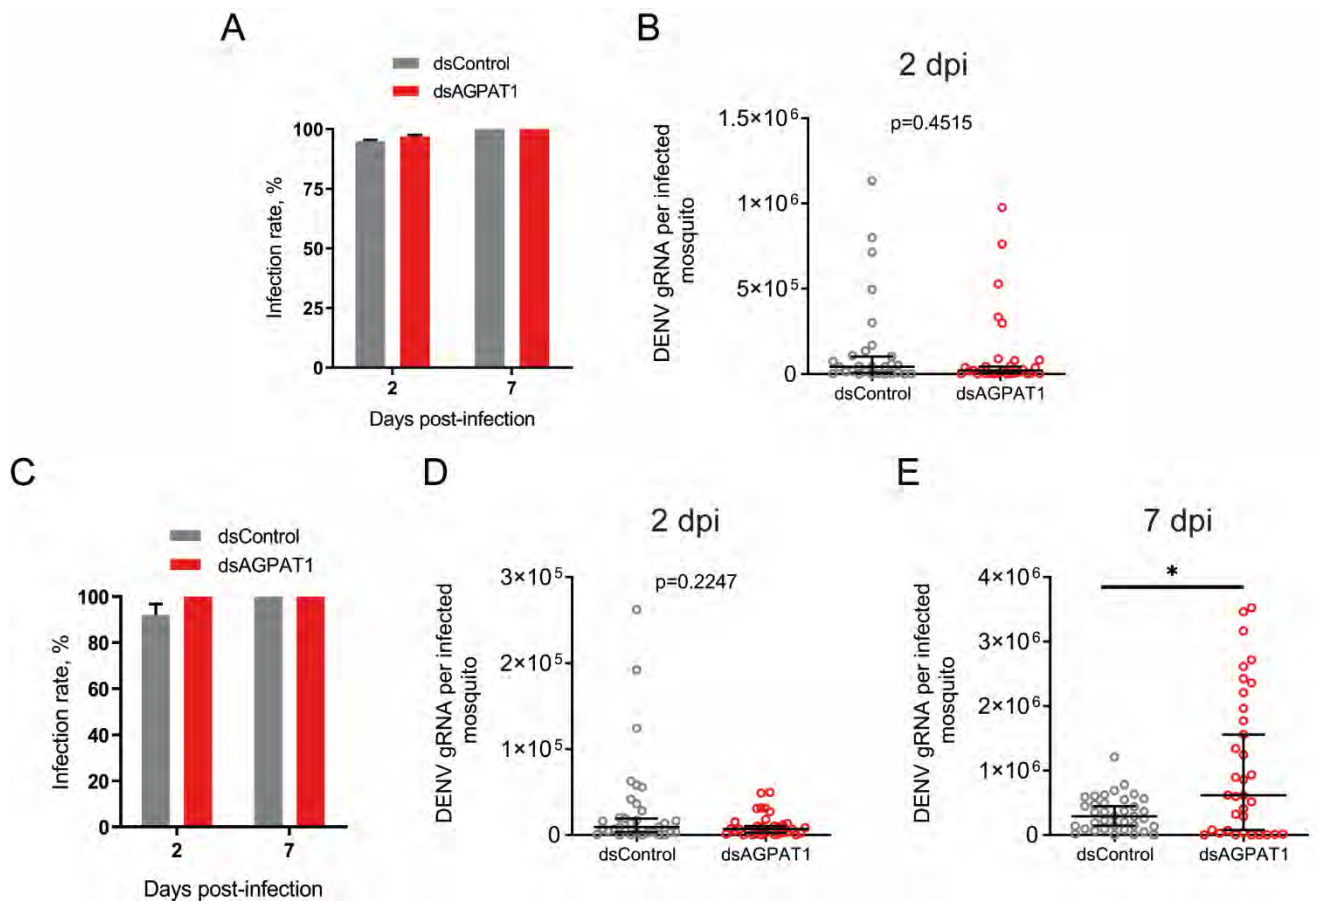 A
dsControl
dsAGPAT1
Infection rate, %
100
75
50
25
0
2
7
Days post-infection
B
2 dpi
p=0.4515
DENV gRNA per infected
mosquito
1.5×10⁶
1×10⁶
5×10⁵
0
dsControl
dsAGPAT1
C
dsControl
dsAGPAT1
Infection rate, %
100
80
60
40
20
0
2
7
Days post-infection
D
2 dpi
p=0.2247
DENV gRNA per infected
mosquito
3×10⁵
2×10⁵
1×10⁵
0
dsControl
dsAGPAT1
E
7 dpi
*
DENV gRNA per infected
mosquito
4×10⁶
3×10⁶
2×10⁶
1×10⁶
0
dsControl
dsAGPAT1